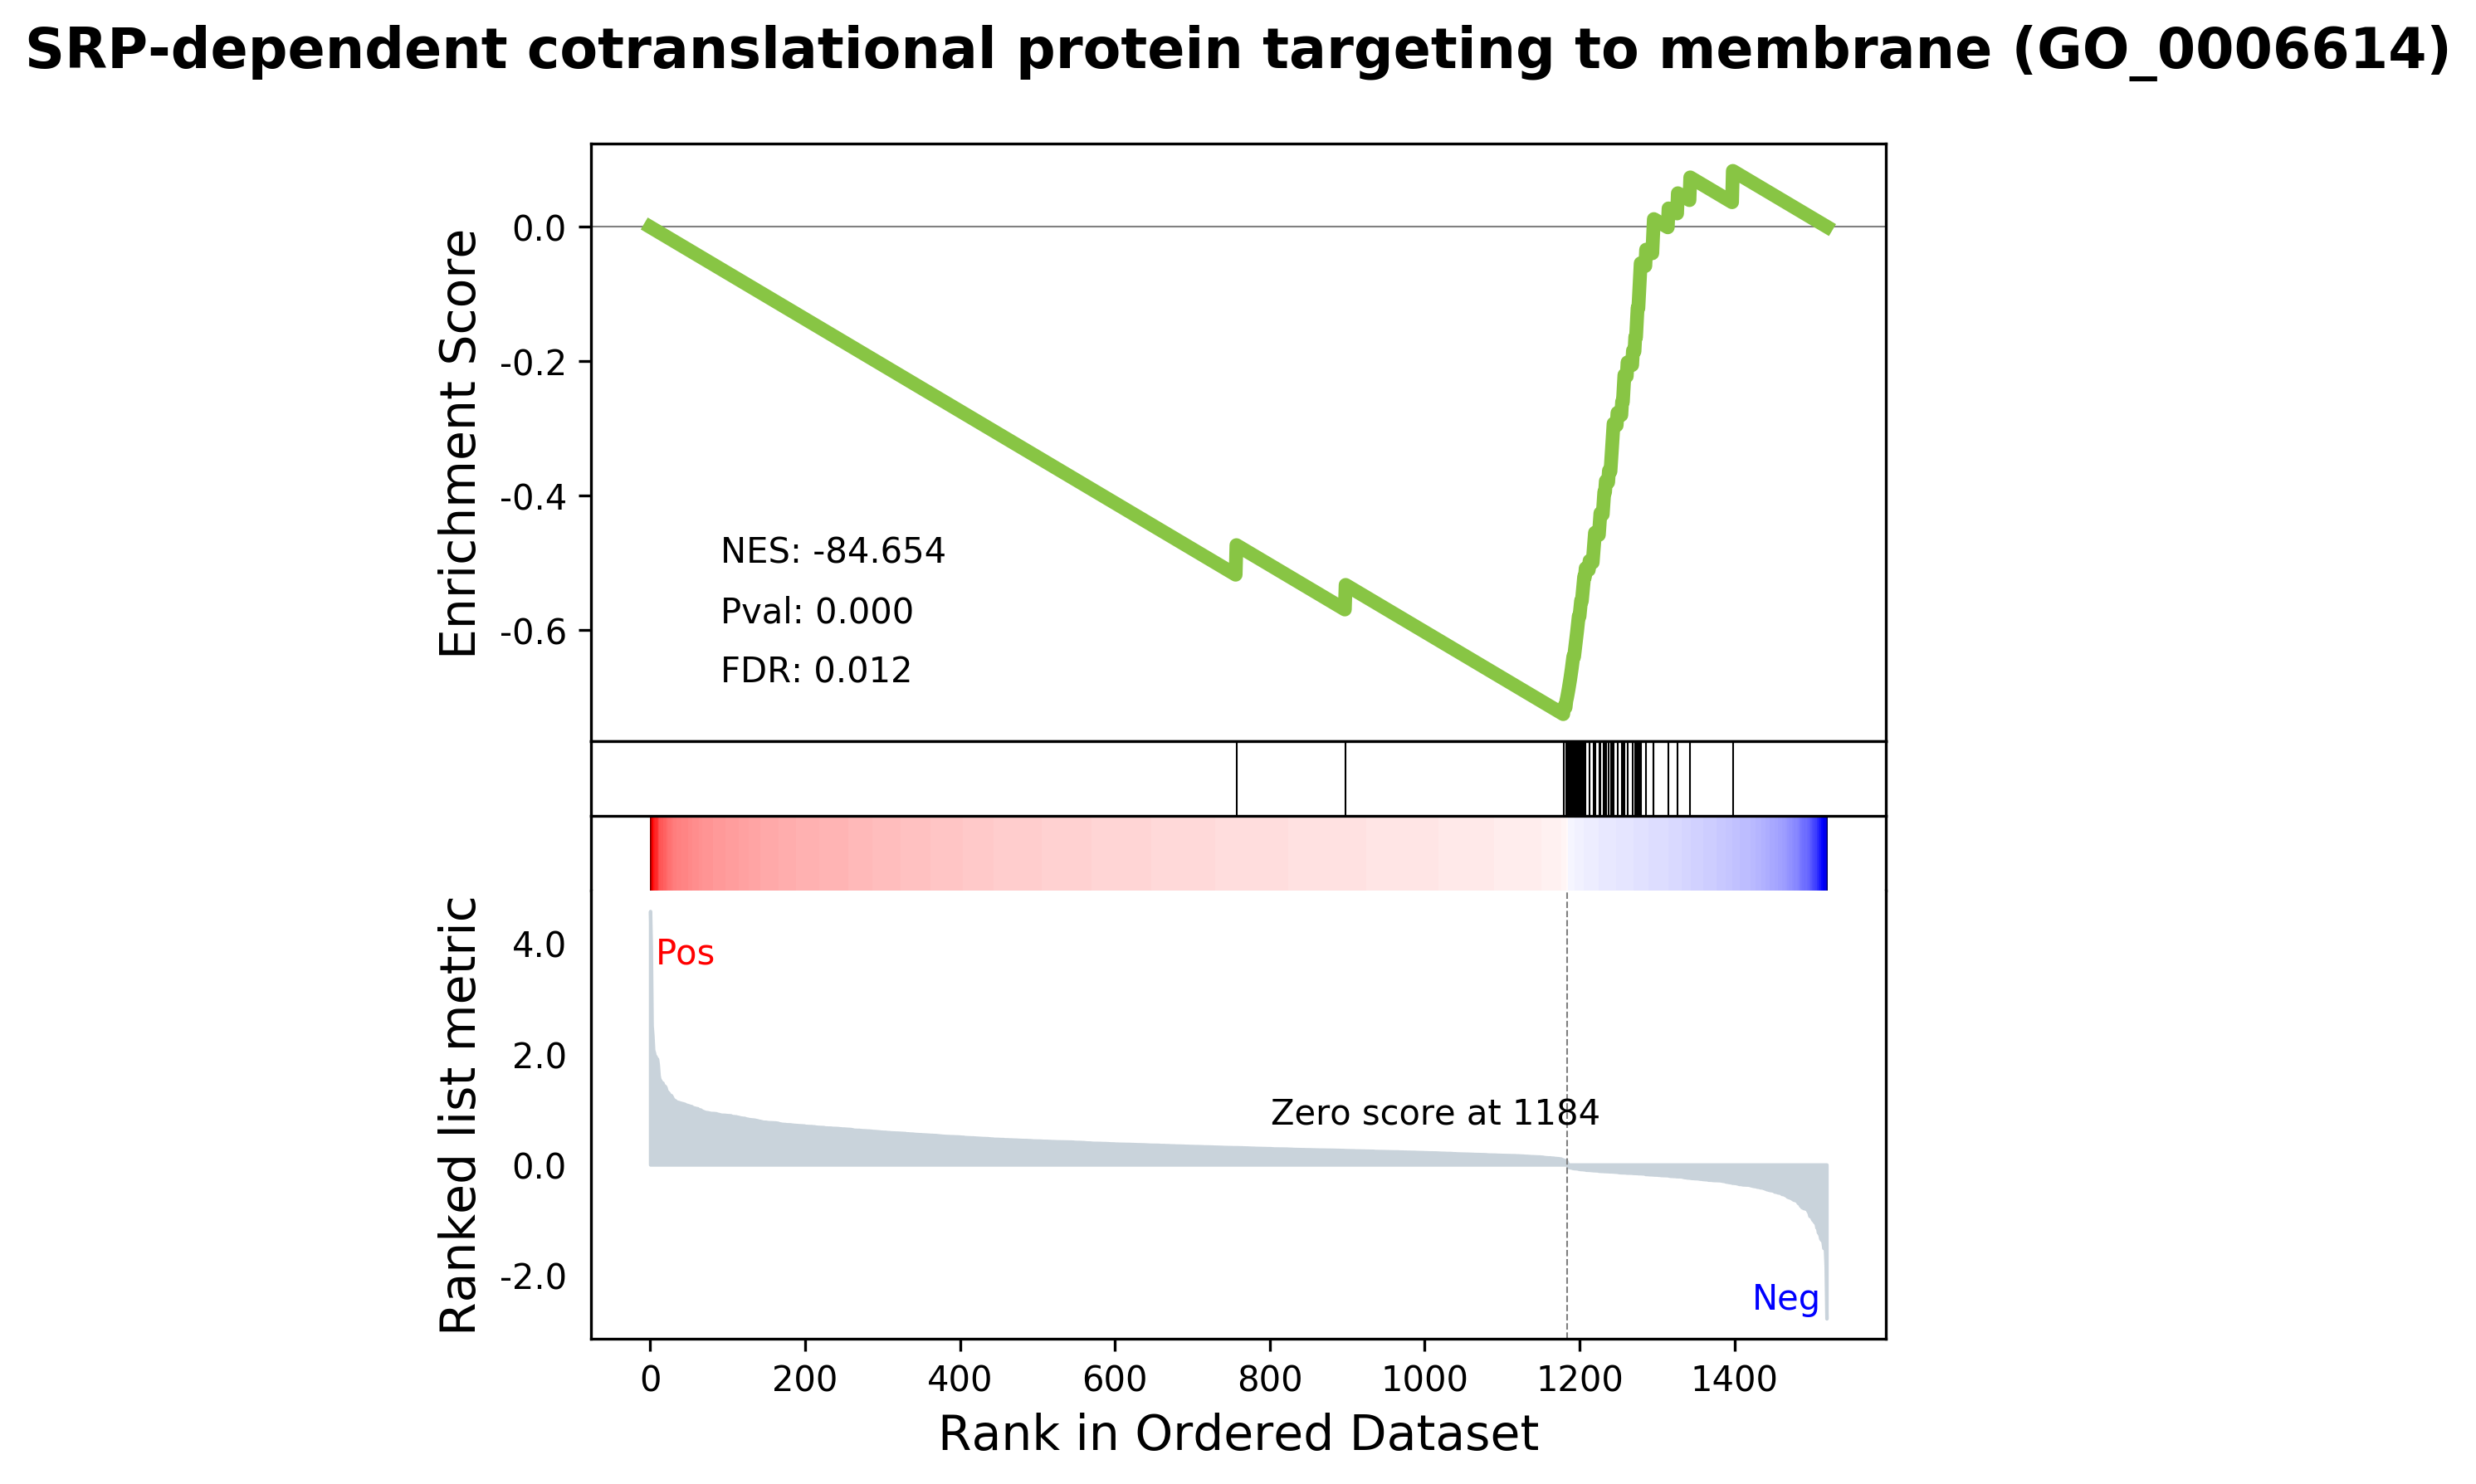 SRP-dependent cotranslational protein targeting to membrane (GO_0006614)
Enrichment Score
0.0
-0.2
-0.4
-0.6
NES: -84.654
Pval: 0.000
FDR: 0.012
Ranked list metric
4.0
2.0
0.0
-2.0
Pos
Zero score at 1184
Neg
0 200 400 600 800 1000 1200 1400
Rank in Ordered Dataset